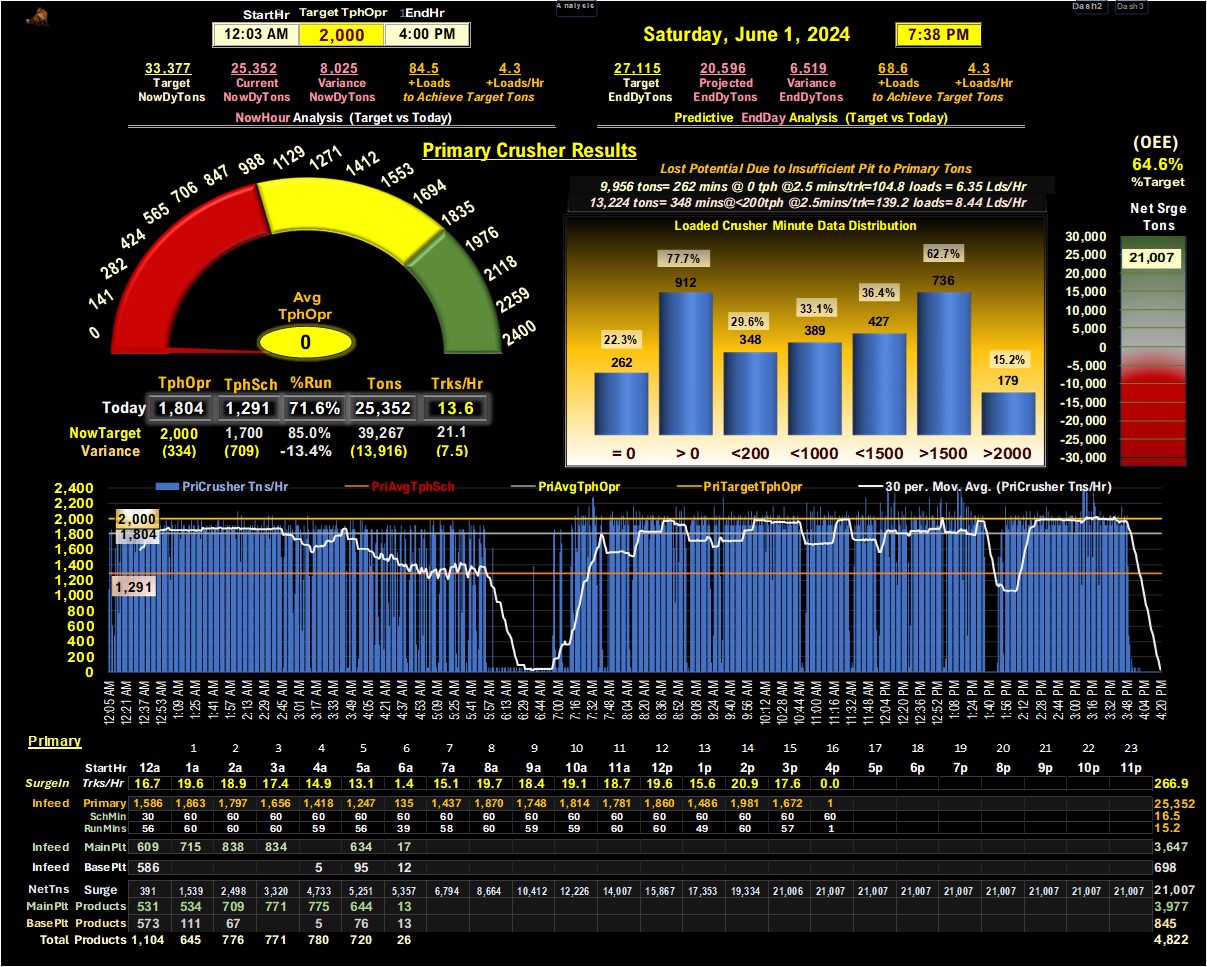 Analysis
Dash2 Dash3
StartHr Target TphOpr 1EndHr
12:03 AM 2,000 4:00 PM
Saturday, June 1, 2024 7:38 PM
33,377 25,352 8,025 84.5 4.3
Target Current Variance +Loads +Loads/Hr
NowDyTons NowDyTons NowDyTons to Achieve Target Tons
NowHour Analysis (Target vs Today)
27,115 20,596 6,519 68.6 4.3
Target Projected Variance +Loads +Loads/Hr
EndDyTons EndDyTons EndDyTons to Achieve Target Tons
Predictive EndDay Analysis (Target vs Today)
Primary Crusher Results
0 141 282 424 565 706 847 988 1129 1271 1412 1553 1694 1835 1976 2118 2259 2400
Avg
TphOpr
0
Lost Potential Due to Insufficient Pit to Primary Tons
9,956 tons= 262 mins @ 0 tph @2.5 mins/trk=104.8 loads = 6.35 Lds/Hr
13,224 tons= 348 mins@<200tph @2.5mins/trk=139.2 loads= 8.44 Lds/Hr
Loaded Crusher Minute Data Distribution
22.3% 77.7% 29.6% 33.1% 36.4% 62.7% 15.2%
262 912 348 389 427 736 179
= 0 > 0 <200 <1000 <1500 >1500 >2000
(OEE)
64.6%
%Target
Net Srge
Tons
30,000
25,000
21,007
15,000
10,000
5,000
0
-5,000
-10,000
-15,000
-20,000
-25,000
-30,000
TphOpr TphSch %Run Tons Trks/Hr
Today 1,804 1,291 71.6% 25,352 13.6
NowTarget 2,000 1,700 85.0% 39,267 21.1
Variance (334) (709) -13.4% (13,916) (7.5)
PriCrusher Tns/Hr PriAvgTphSch PriAvgTphOpr PriTargetTphOpr 30 per. Mov. Avg. (PriCrusher Tns/Hr)
2,400
2,200
2,000
1,800
1,600
1,400
1,200
1,000
800
600
400
200
0
2,000
1,804
1,291
12:05 AM 12:21 AM 12:37 AM 12:53 AM 1:09 AM 1:25 AM 1:41 AM 1:57 AM 2:13 AM 2:29 AM 2:45 AM 3:01 AM 3:17 AM 3:33 AM 3:49 AM 4:05 AM 4:21 AM 4:37 AM 4:53 AM 5:09 AM 5:25 AM 5:41 AM 5:57 AM 6:13 AM 6:29 AM 6:44 AM 7:00 AM 7:16 AM 7:32 AM 7:48 AM 8:04 AM 8:20 AM 8:36 AM 8:52 AM 9:08 AM 9:24 AM 9:40 AM 9:56 AM 10:12 AM 10:28 AM 10:44 AM 11:00 AM 11:16 AM 11:32 AM 11:48 AM 12:04 PM 12:20 PM 12:36 PM 12:52 PM 1:08 PM 1:24 PM 1:40 PM 1:56 PM 2:12 PM 2:28 PM 2:44 PM 3:00 PM 3:16 PM 3:32 PM 3:48 PM 4:04 PM 4:20 PM
Primary
1 2 3 4 5 6 7 8 9 10 11 12 13 14 15 16 17 18 19 20 21 22 23
StartHr 12a 1a 2a 3a 4a 5a 6a 7a 8a 9a 10a 11a 12p 1p 2p 3p 4p 5p 6p 7p 8p 9p 10p 11p
SurgeIn Trks/Hr 16.7 19.6 18.9 17.4 14.9 13.1 1.4 15.1 19.7 18.4 19.1 18.7 19.6 15.6 20.9 17.6 0.0 266.9
Infeed Primary 1,586 1,863 1,797 1,656 1,418 1,247 135 1,437 1,870 1,748 1,814 1,781 1,860 1,486 1,981 1,672 1 25,352
SchMin 30 60 60 60 60 60 60 60 60 60 60 60 60 60 60 60 60 16.5
RunMins 56 60 60 60 59 56 39 58 60 59 59 60 60 49 60 57 1 15.2
Infeed MainPlt 609 715 838 834 634 17 3,647
Infeed BasePlt 586 5 95 12 698
NetTns Surge 391 1,539 2,498 3,320 4,733 5,251 5,357 6,794 8,664 10,412 12,226 14,007 15,867 17,353 19,334 21,006 21,007 21,007 21,007 21,007 21,007 21,007 21,007 21,007 21,007
MainPlt Products 531 534 709 771 775 644 13 3,977
BasePlt Products 573 111 67 5 76 13 845
Total Products 1,104 645 776 771 780 720 26 4,822